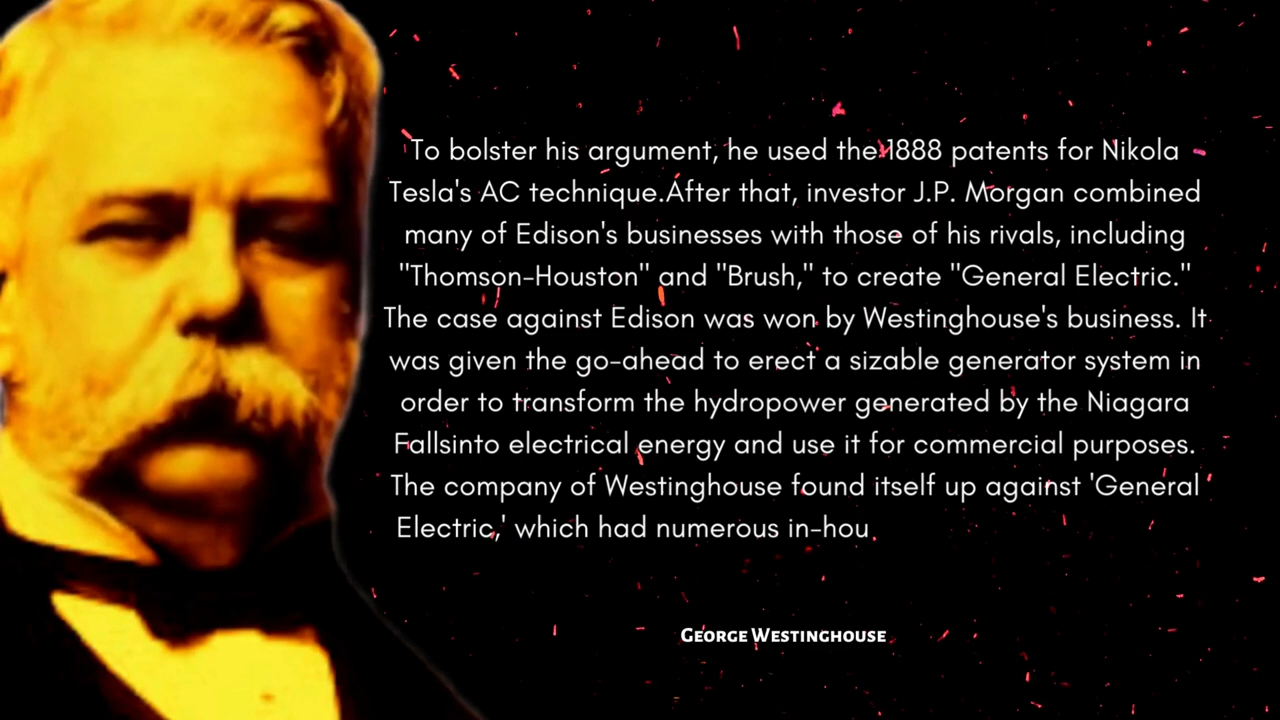 To bolster his argument, he used the 1888 patents for Nikola
Tesla's AC technique.After that, investor J.P. Morgan combined
many of Edison's businesses with those of his rivals, including
"Thomson-Houston" and "Brush," to create "General Electric."
The case against Edison was won by Westinghouse's business. It
was given the go-ahead to erect a sizable generator system in
order to transform the hydropower generated by the Niagara
Fallsinto electrical energy and use it for commercial purposes.
The company of Westinghouse found itself up against 'General
Electric,' which had numerous in-hou
George Westinghouse